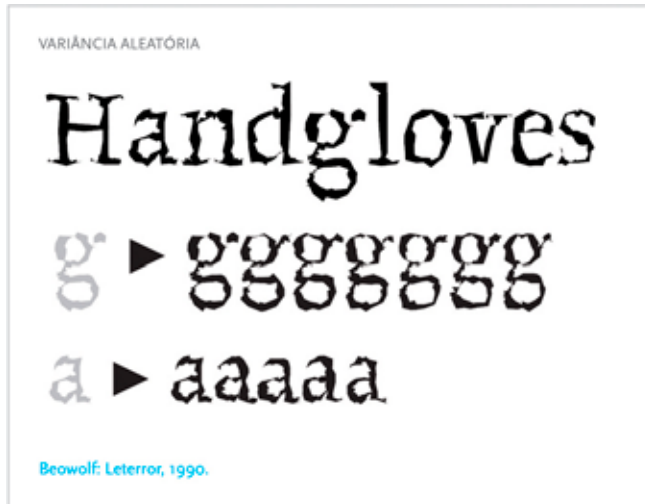 VARIÂNCIA ALEATÓRIA
Handgloves
g ► ggggggg
a ► aaaaa
Beowolf: Leterror, 1990.